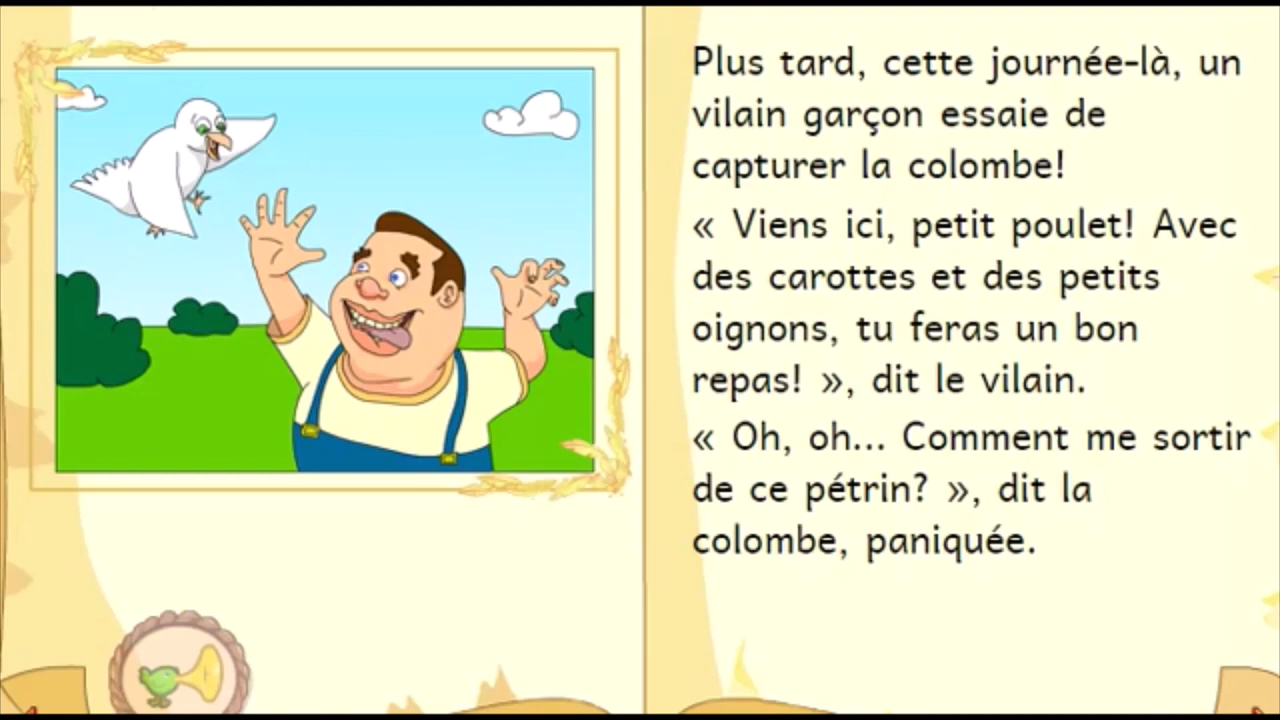 Plus tard, cette journée-là, un
vilain garçon essaie de
capturer la colombe!
« Viens ici, petit poulet! Avec
des carottes et des petits
oignons, tu feras un bon
repas! », dit le vilain.
« Oh, oh... Comment me sortir
de ce pétrin? », dit la
colombe, paniquée.